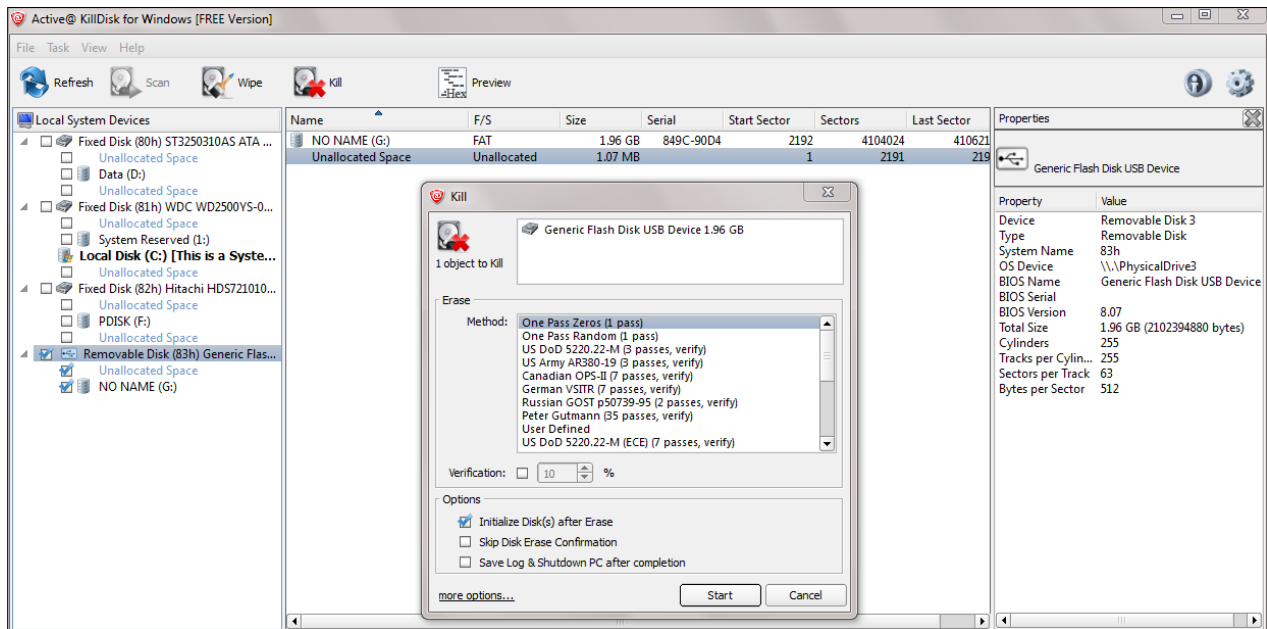 Active@ KillDisk for Windows [FREE Version]
File Task View Help
Refresh Scan Wipe Kill Hex Preview
Local System Devices
Fixed Disk (80h) ST3250310AS ATA ...
Unallocated Space
Data (D:)
Unallocated Space
Fixed Disk (81h) WDC WD2500YS-0...
Unallocated Space
System Reserved (1:)
Local Disk (C:) [This is a Syste...
Unallocated Space
Fixed Disk (82h) Hitachi HDS721010...
Unallocated Space
PDISK (F:)
Unallocated Space
Removable Disk (83h) Generic Flas...
Unallocated Space
NO NAME (G:)
Name F/S Size Serial Start Sector Sectors Last Sector
NO NAME (G:) FAT 1.96 GB 849C-90D4 2192 4104024 410621
Unallocated Space Unallocated 1.07 MB 1 2191 219
Kill
1 object to Kill
Generic Flash Disk USB Device 1.96 GB
Erase
Method:
One Pass Zeros (1 pass)
One Pass Random (1 pass)
US DoD 5220.22-M (3 passes, verify)
US Army AR380-19 (3 passes, verify)
Canadian OPS-II (7 passes, verify)
German VSITR (7 passes, verify)
Russian GOST p50739-95 (2 passes, verify)
Peter Gutmann (35 passes, verify)
User Defined
US DoD 5220.22-M (ECE) (7 passes, verify)
Verification: 10 %
Options
Initialize Disk(s) after Erase
Skip Disk Erase Confirmation
Save Log & Shutdown PC after completion
more options... Start Cancel
Properties
Generic Flash Disk USB Device
Property Value
Device Removable Disk 3
Type Removable Disk
System Name 83h
OS Device \\.\PhysicalDrive3
BIOS Name Generic Flash Disk USB Device
BIOS Serial
BIOS Version 8.07
Total Size 1.96 GB (2102394880 bytes)
Cylinders 255
Tracks per Cylin... 255
Sectors per Track 63
Bytes per Sector 512